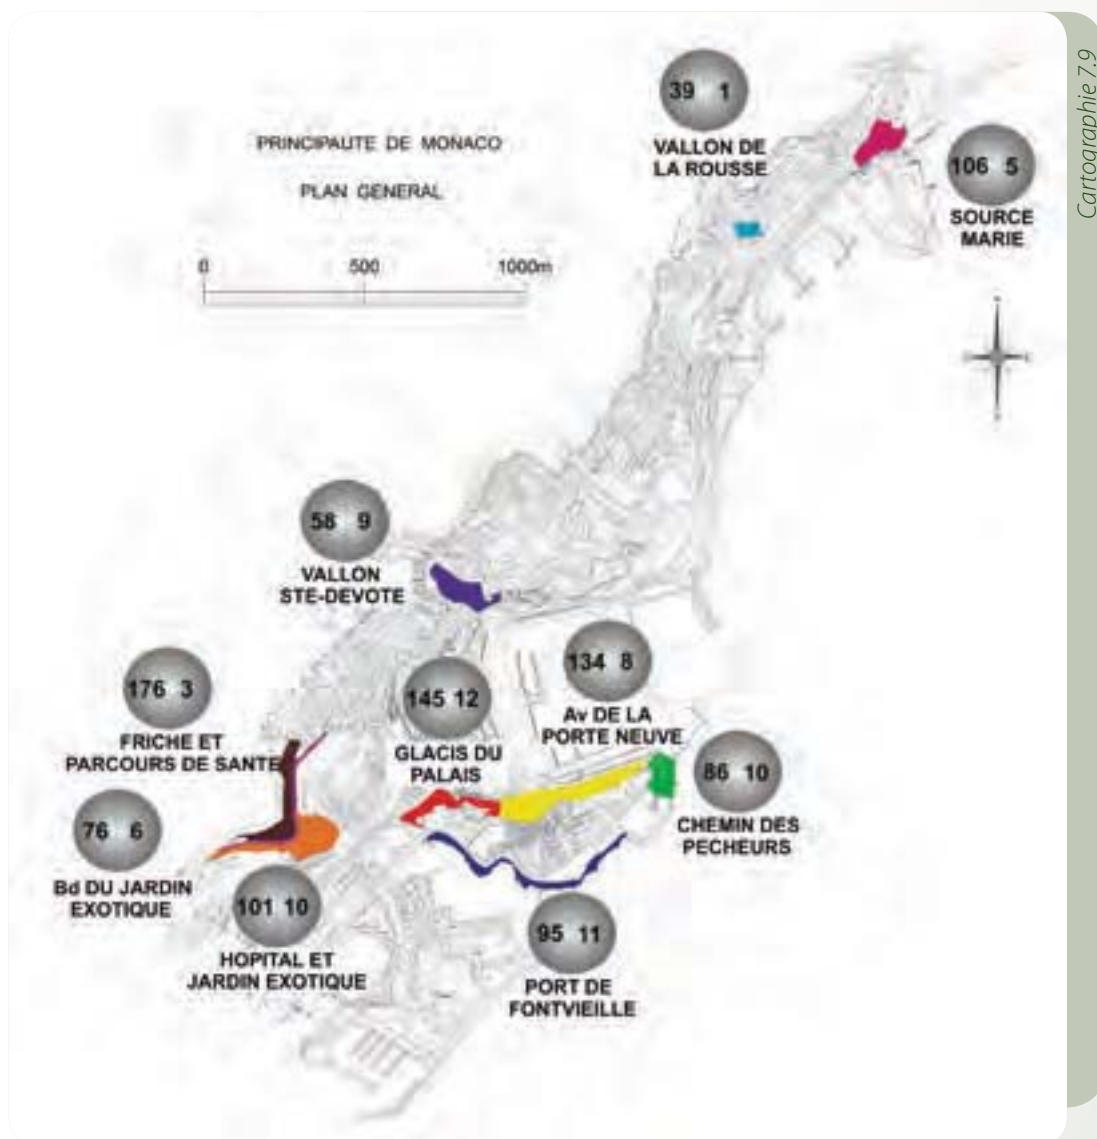 Cartographie 7.9
PRINCIPAUTE DE MONACO
PLAN GENERAL
0 500 1000m
39 1
VALLON DE
LA ROUSSE
106 5
SOURCE
MARIE
58 9
VALLON
STE-DEVOTE
134 8
Av DE LA
PORTE NEUVE
176 3
FRICHE ET
PARCOURS DE SANTE
145 12
GLACIS DU
PALAIS
86 10
CHEMIN DES
PECHEURS
76 6
Bd DU JARDIN
EXOTIQUE
101 10
HOPITAL ET
JARDIN EXOTIQUE
95 11
PORT DE
FONTVIEILLE